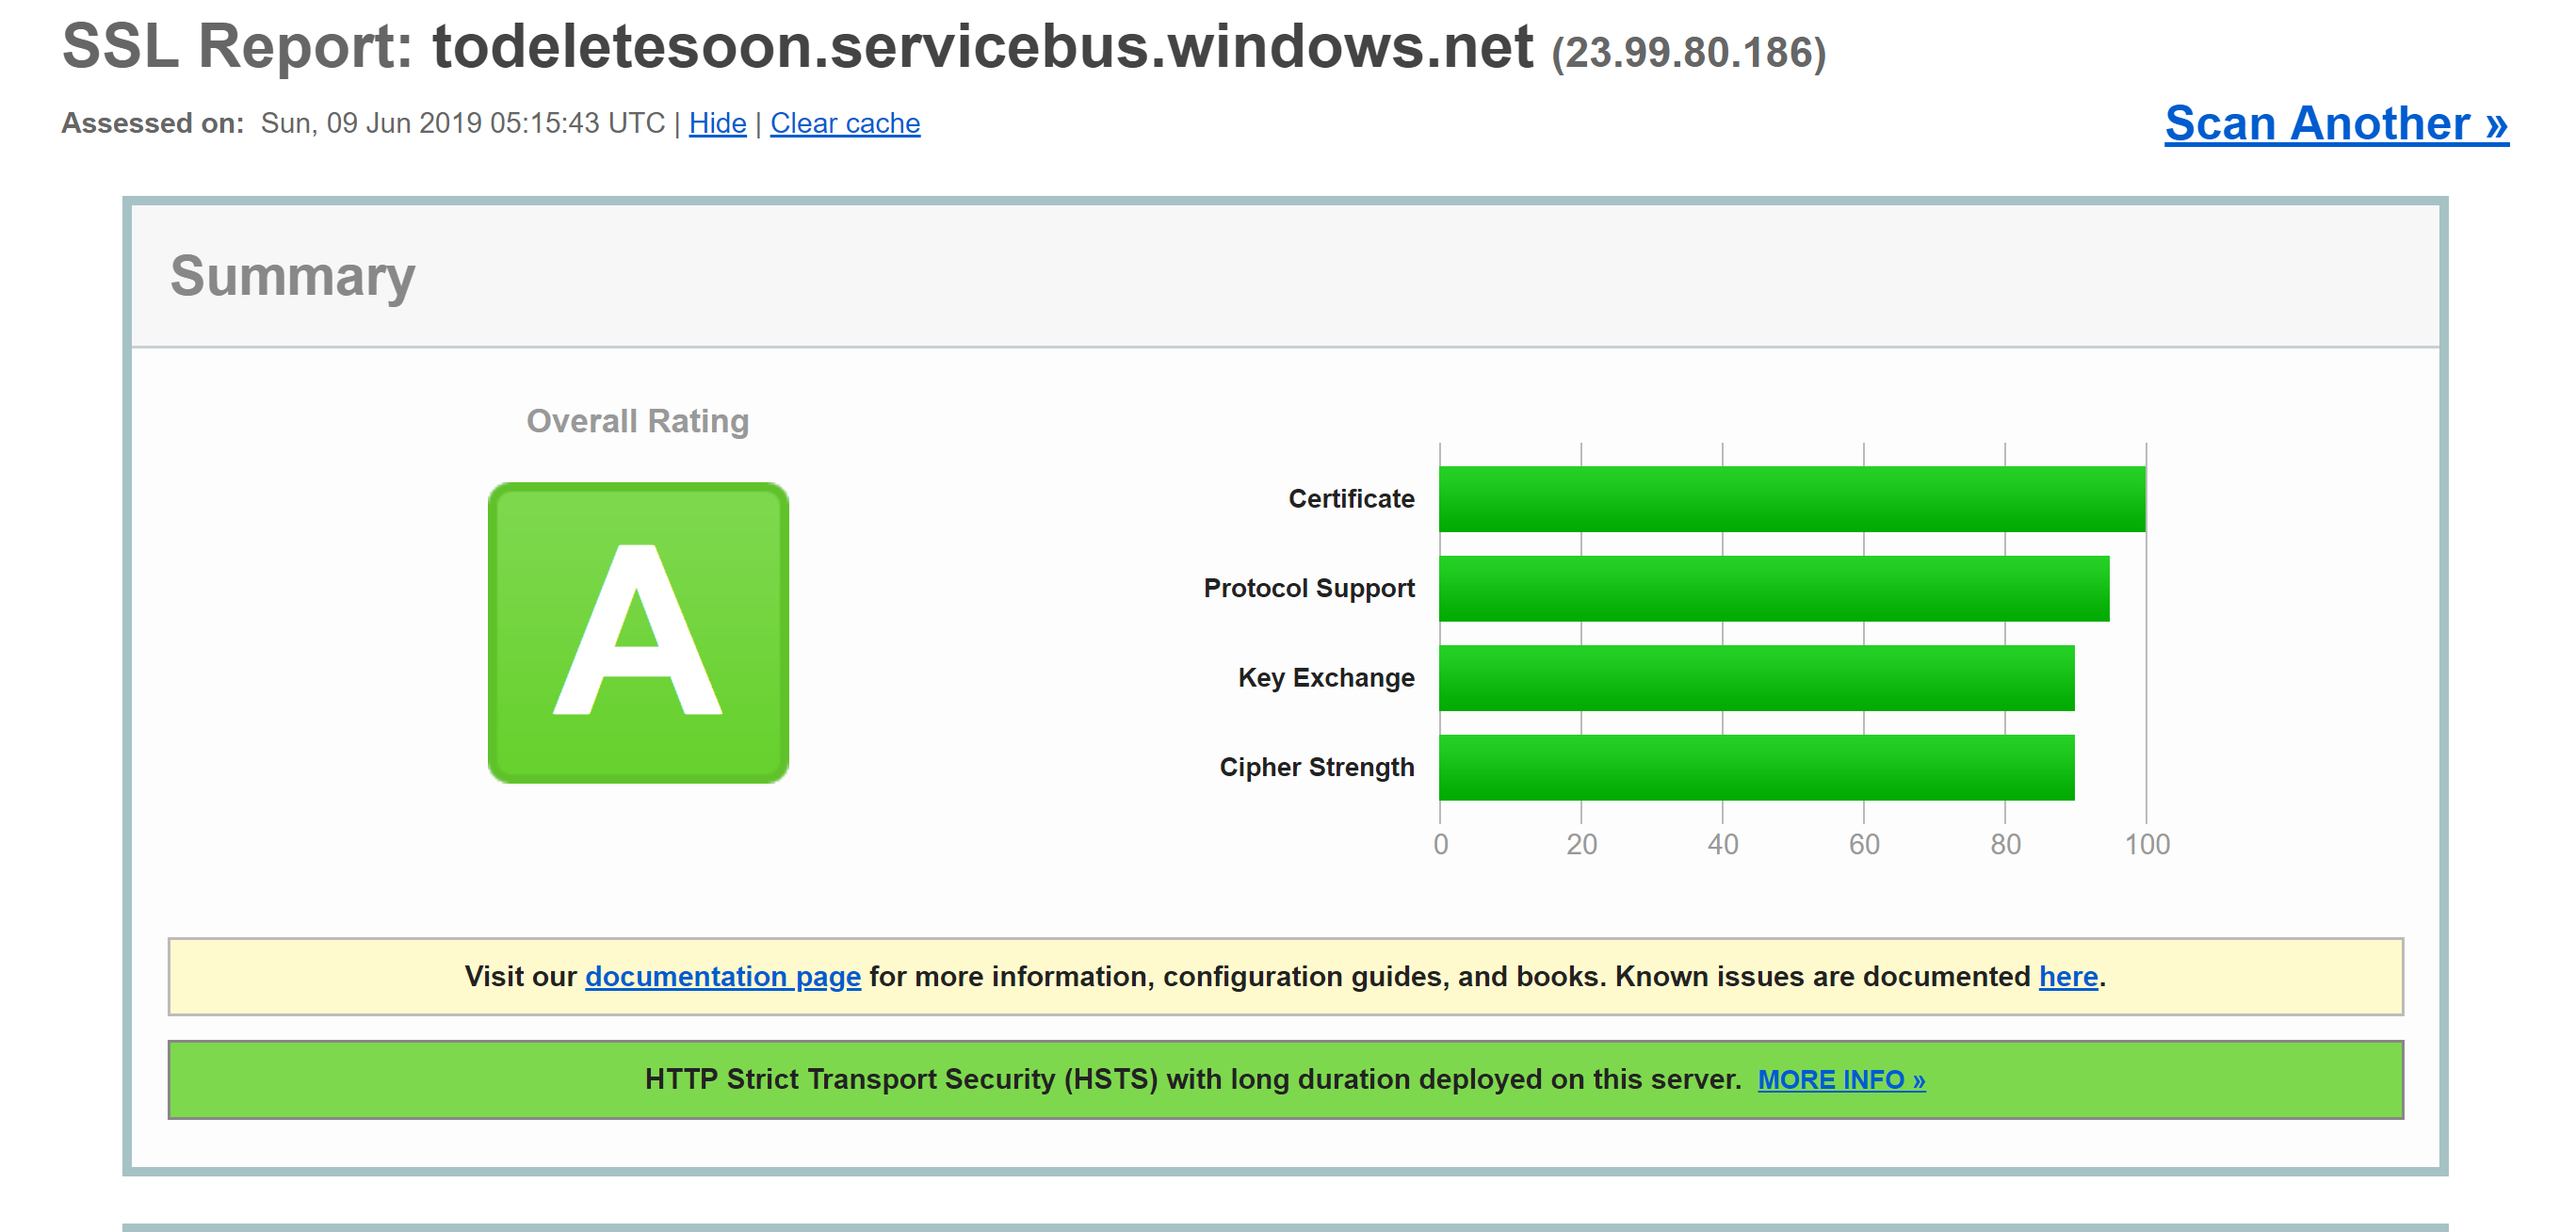 SSL Report: todeletesoon.servicebus.windows.net (23.99.80.186)
Assessed on: Sun, 09 Jun 2019 05:15:43 UTC | Hide | Clear cache
Scan Another »
Summary
Overall Rating
A
Certificate
Protocol Support
Key Exchange
Cipher Strength
0 20 40 60 80 100
Visit our documentation page for more information, configuration guides, and books. Known issues are documented here.
HTTP Strict Transport Security (HSTS) with long duration deployed on this server. MORE INFO »